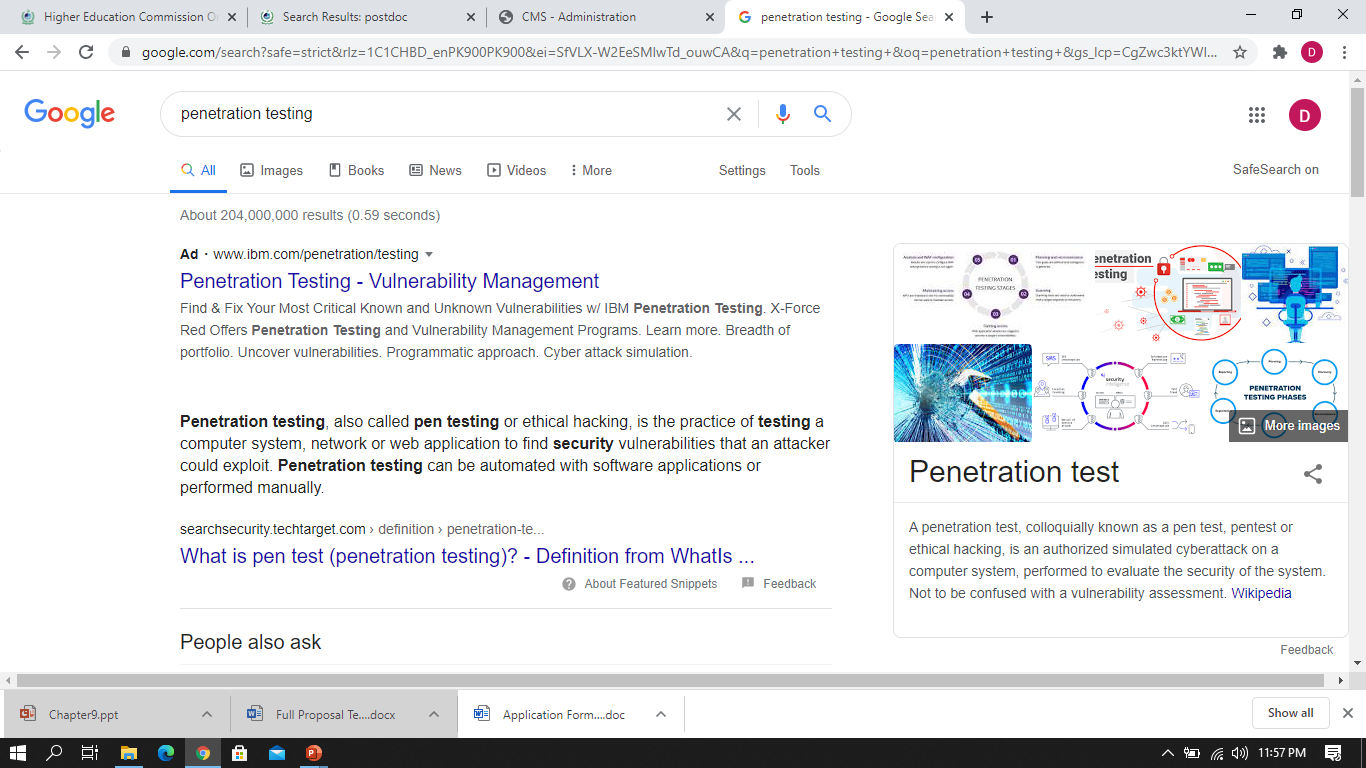 Higher Education Commission O
Search Results: postdoc
CMS - Administration
penetration testing - Google Sea
google.com/search?safe=strict&rlz=1C1CHBD_enPK900PK900&ei=SfVLX-W2EeSMlwTd_ouwCA&q=penetration+testing+&oq=penetration+testing+&gs_lcp=CgZwc3ktYWI...
D
Google
penetration testing
D
All
Images
Books
News
Videos
More
Settings
Tools
SafeSearch on
About 204,000,000 results (0.59 seconds)
Ad · www.ibm.com/penetration/testing
Penetration Testing - Vulnerability Management
Find & Fix Your Most Critical Known and Unknown Vulnerabilities w/ IBM Penetration Testing. X-Force
Red Offers Penetration Testing and Vulnerability Management Programs. Learn more. Breadth of
portfolio. Uncover vulnerabilities. Programmatic approach. Cyber attack simulation.
Penetration testing, also called pen testing or ethical hacking, is the practice of testing a
computer system, network or web application to find security vulnerabilities that an attacker
could exploit. Penetration testing can be automated with software applications or
performed manually.
searchsecurity.techtarget.com › definition › penetration-te...
What is pen test (penetration testing)? - Definition from WhatIs ...
About Featured Snippets
Feedback
People also ask
PENETRATION
TESTING STAGES
enetration
esting
security
PENETRATION
TESTING PHASES
More images
Penetration test
A penetration test, colloquially known as a pen test, pentest or
ethical hacking, is an authorized simulated cyberattack on a
computer system, performed to evaluate the security of the system.
Not to be confused with a vulnerability assessment. Wikipedia
Feedback
Chapter9.ppt
Full Proposal Te....docx
Application Form....doc
Show all
11:57 PM